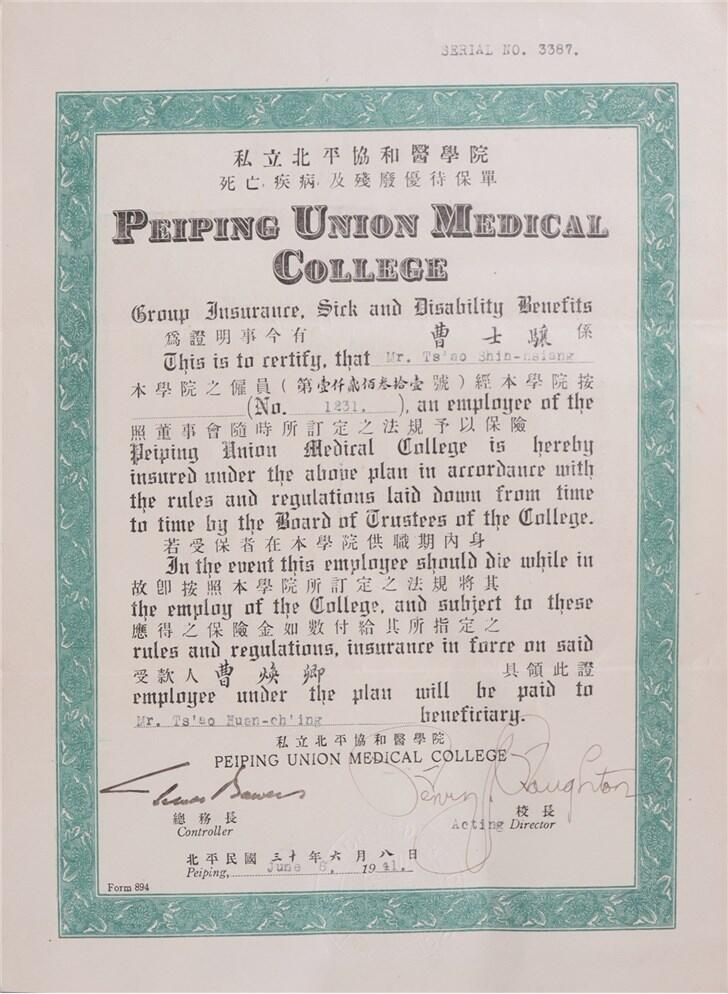 SERIAL NO. 3387.
私立北平協和醫學院
死亡疾病及殘廢優待保單
PEIPING UNION MEDICAL
COLLEGE
Group Insurance, Sick and Disability Benefits
爲證明事今有 曹士驤 係
This is to certify, that Mr. Ts'ao Shih-hsiang
本學院之僱員(第壹仟貳佰叁拾壹號)經本學院按
(No. 1231. ), an employee of the
照董事會隨時所訂定之法規予以保險
Peiping Union Medical College is hereby
insured under the above plan in accordance with
the rules and regulations laid down from time
to time by the Board of Trustees of the College.
若受保者在本學院供職期內身
In the event this employee should die while in
故卽按照本學院所訂定之法規將其
the employ of the College, and subject to these
應得之保險金如數付給其所指定之
rules and regulations, insurance in force on said
受款人 曹煥卿 具領此證
employee under the plan will be paid to
Mr. Ts'ao Huan-ch'ing beneficiary.
私立北平協和醫學院
PEIPING UNION MEDICAL COLLEGE
Henry S. Houghton
總務長 校長
Controller Acting Director
北平民國 三十年六月八日
Peiping, June 1941.
Form 894